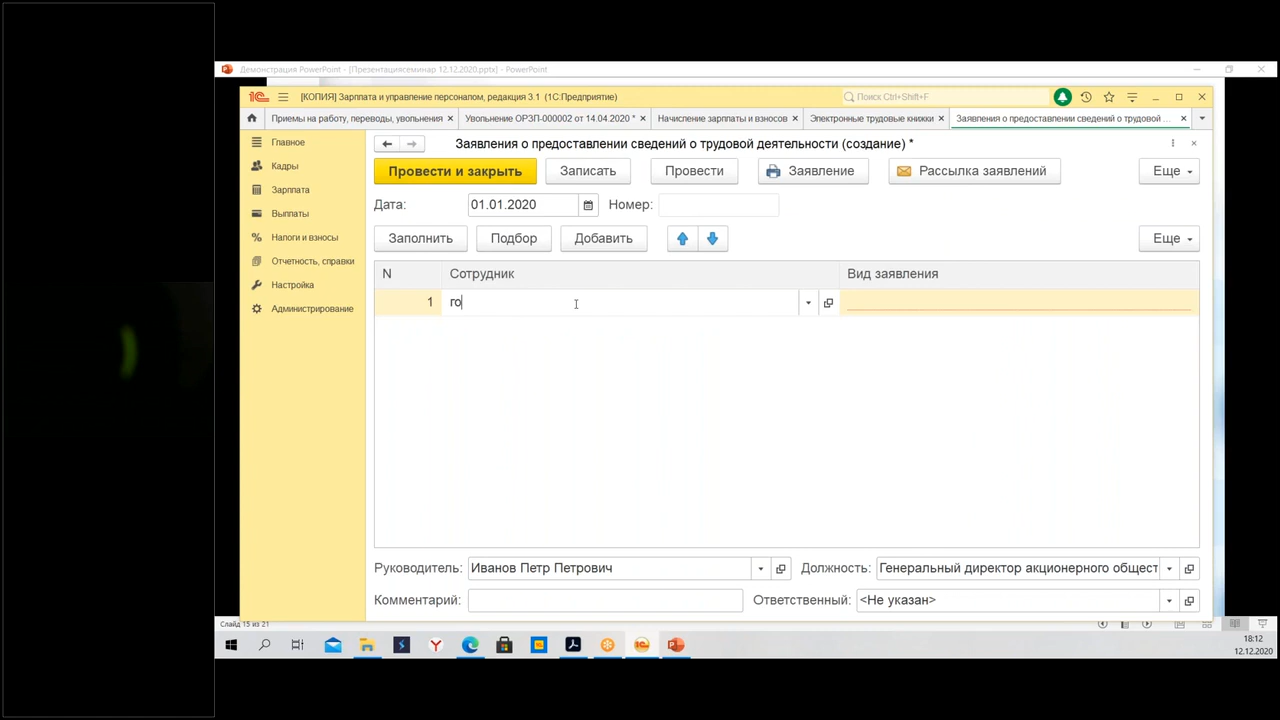 Демонстрация PowerPoint - [Презентациясеминар 12.12.2020.pptx] - PowerPoint
1С [КОПИЯ] Зарплата и управление персоналом, редакция 3.1 (1С:Предприятие) Поиск Ctrl+Shift+F
Приемы на работу, переводы, увольнения Увольнение ОРЗП-000002 от 14.04.2020 * Начисление зарплаты и взносов Электронные трудовые книжки Заявления о предоставлении сведений о трудовой ...
Главное
Кадры
Зарплата
Выплаты
Налоги и взносы
Отчетность, справки
Настройка
Администрирование
Заявления о предоставлении сведений о трудовой деятельности (создание) *
Провести и закрыть Записать Провести Заявление Рассылка заявлений Еще
Дата: 01.01.2020 Номер:
Заполнить Подбор Добавить Еще
N Сотрудник Вид заявления
1 го
Руководитель: Иванов Петр Петрович Должность: Генеральный директор акционерного общест
Комментарий: Ответственный: <Не указан>
Слайд 15 из 21
18:12
12.12.2020